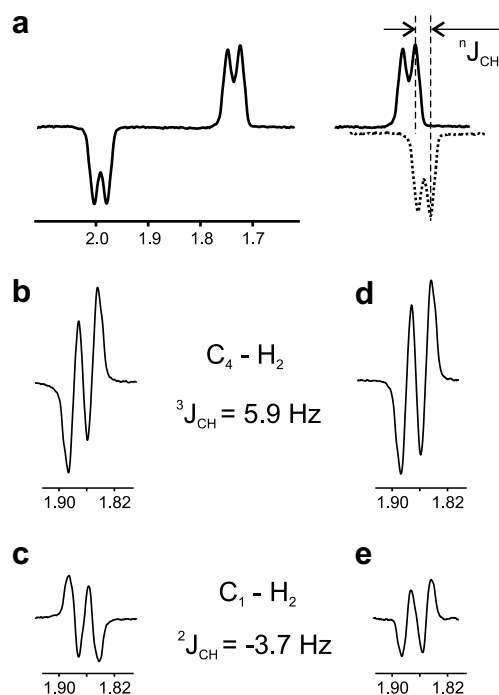 a
ⁿJ_CH
2.0 1.9 1.8 1.7
b
d
C₄ - H₂
³J_CH = 5.9 Hz
1.90 1.82
1.90 1.82
c
e
C₁ - H₂
²J_CH = -3.7 Hz
1.90 1.82
1.90 1.82